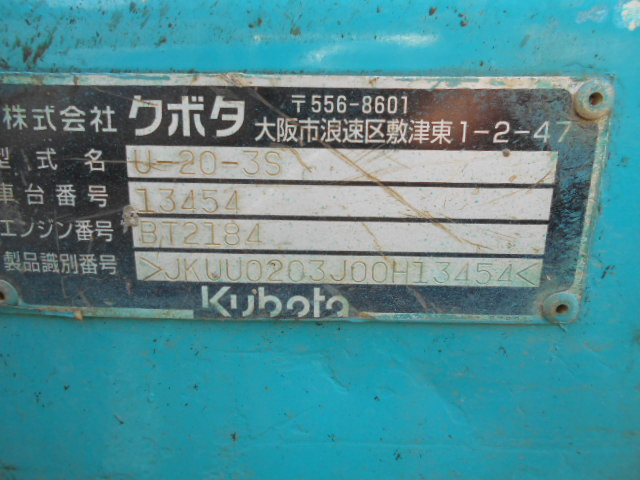 株式会社 クボタ 〒556-8601
大阪市浪速区敷津東1-2-47
型式名 U-20-3S
車台番号 13454
エンジン番号 BT2184
製品識別番号 >JKUU0203J00H13454<
Kubota